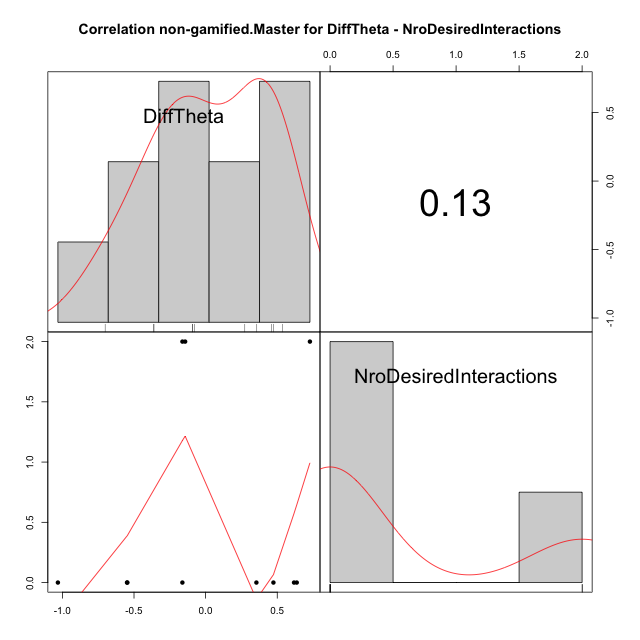 Correlation non-gamified.Master for DiffTheta - NroDesiredInteractions
0.0 0.5 1.0 1.5 2.0
DiffTheta
0.13
0.5
0.0
-0.5
-1.0
NroDesiredInteractions
2.0
1.5
1.0
0.5
0.0
-1.0 -0.5 0.0 0.5